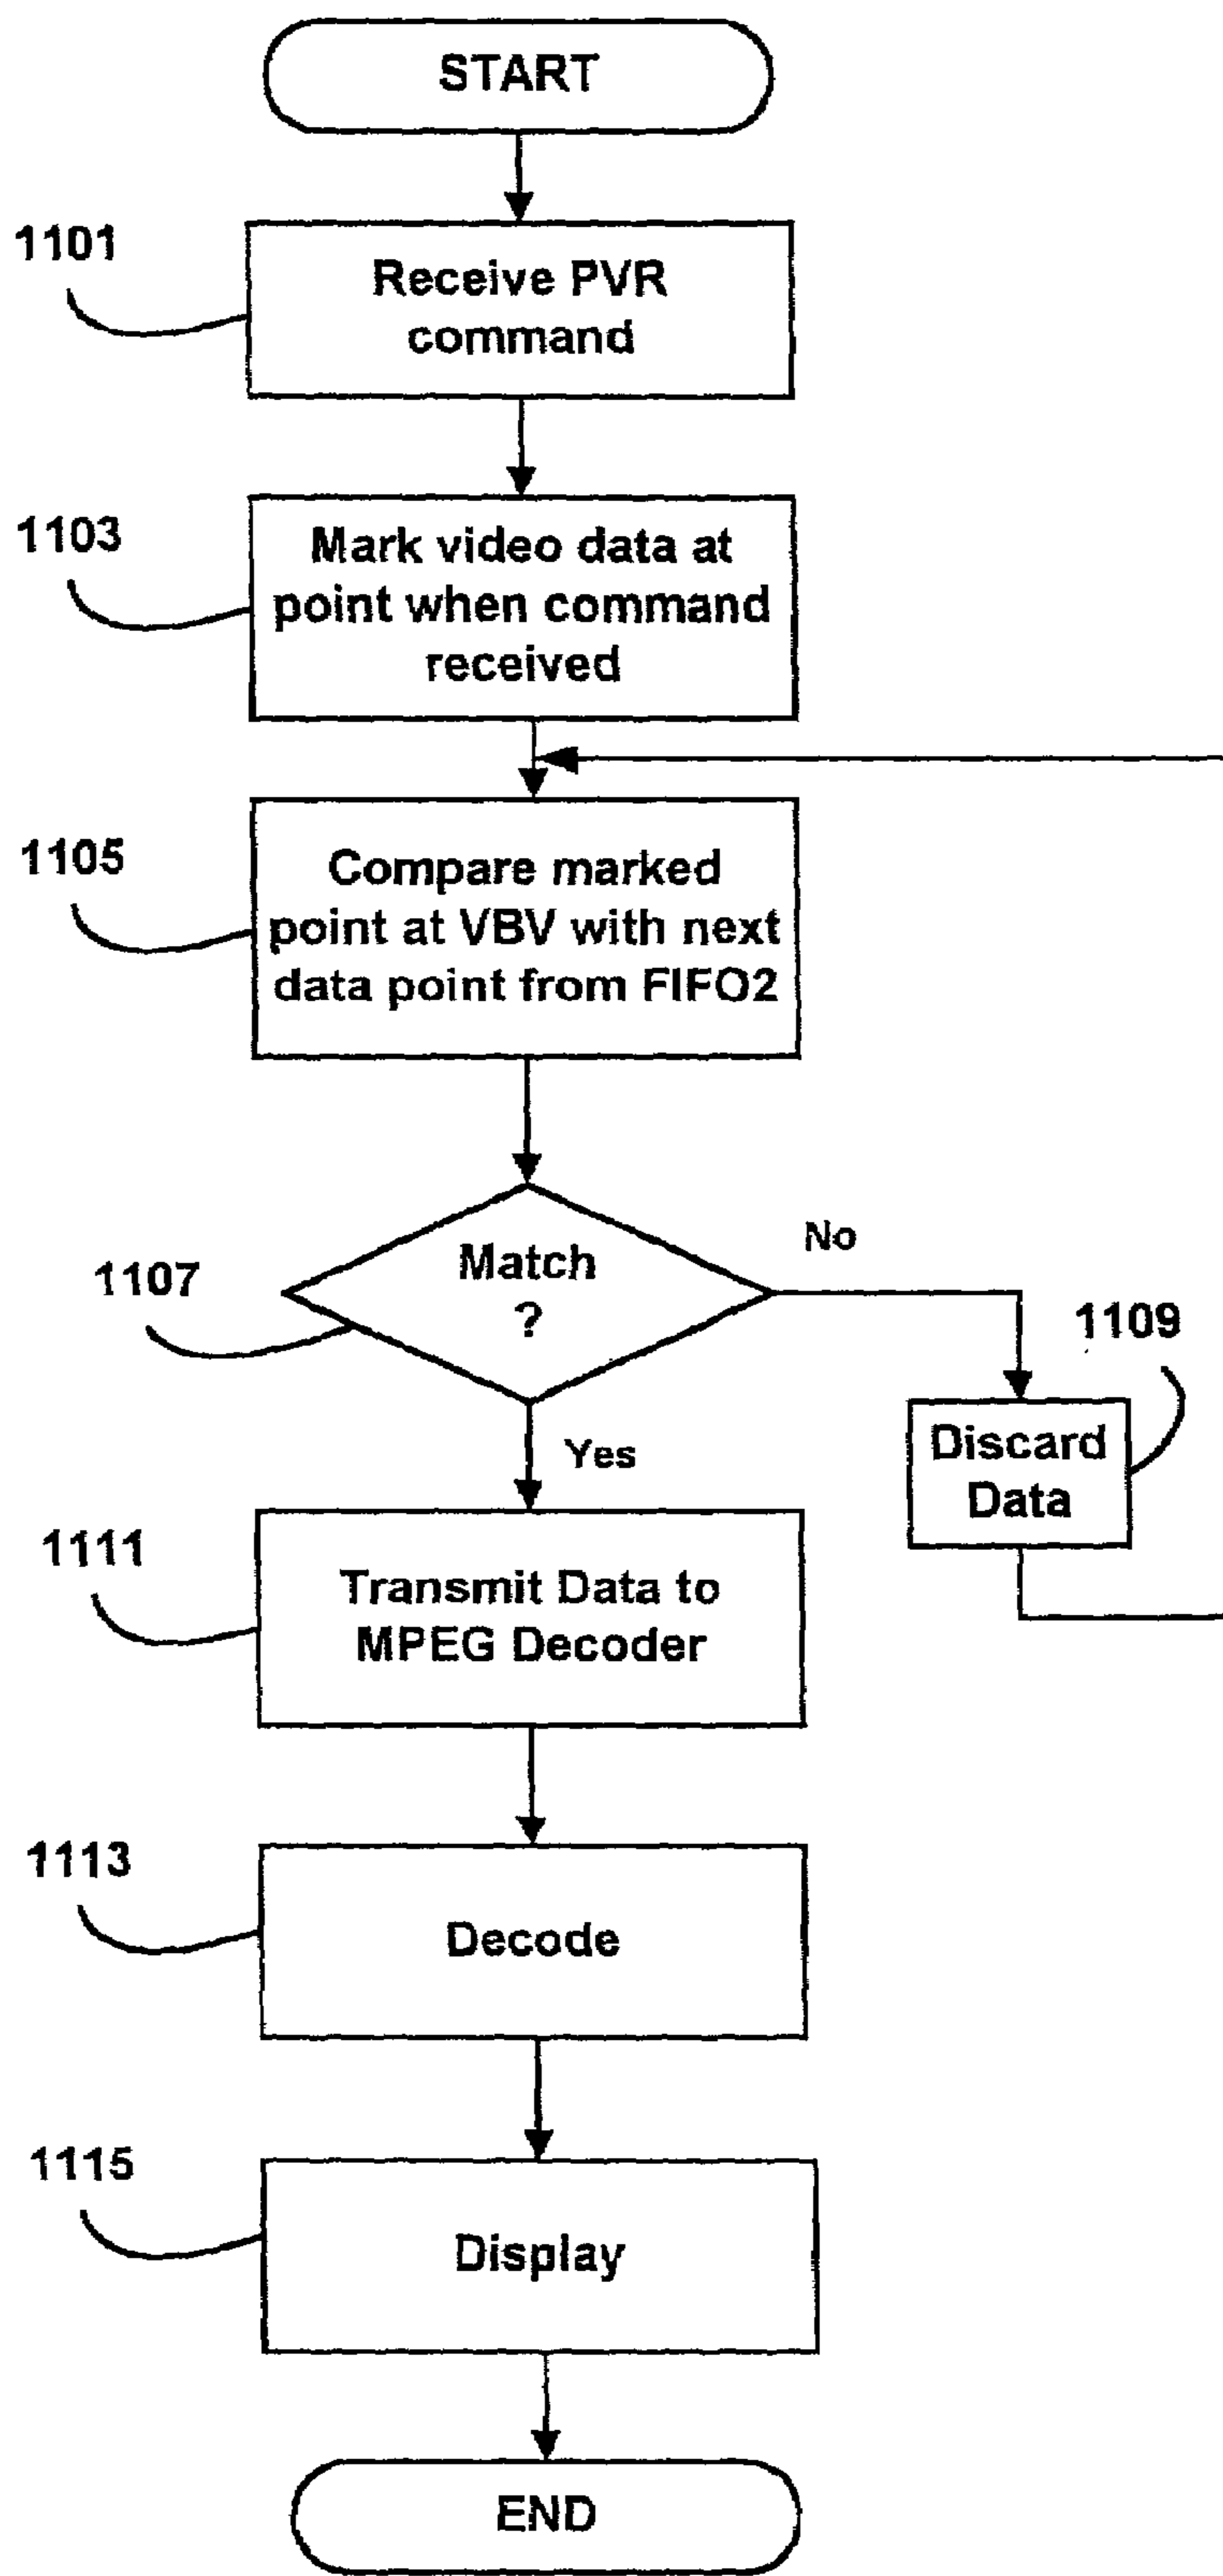 START
1101
Receive PVR
command
1103
Mark video data at
point when command
received
1105
Compare marked
point at VBV with next
data point from FIFO2
1107
Match
?
No
1109
Discard
Data
Yes
1111
Transmit Data to
MPEG Decoder
1113
Decode
1115
Display
END